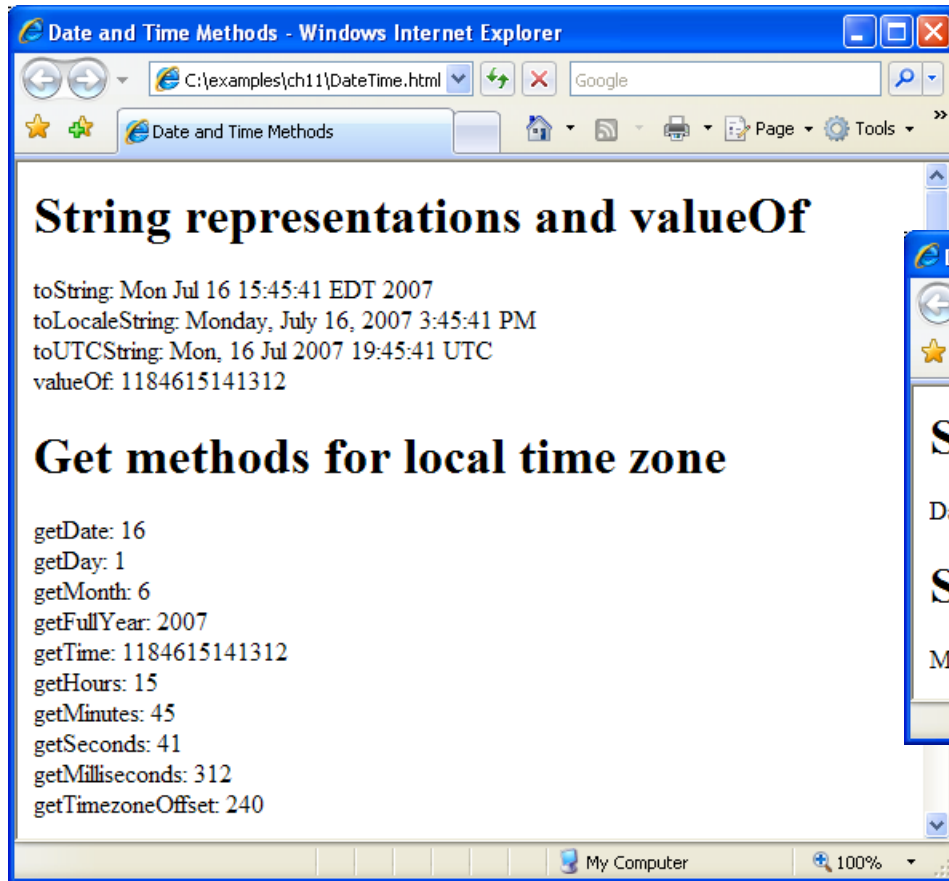 Date and Time Methods - Windows Internet Explorer
C:\examples\ch11\DateTime.html
Google
Date and Time Methods
Page
Tools
»
String representations and valueOf
toString: Mon Jul 16 15:45:41 EDT 2007
toLocaleString: Monday, July 16, 2007 3:45:41 PM
toUTCString: Mon, 16 Jul 2007 19:45:41 UTC
valueOf: 1184615141312
Get methods for local time zone
getDate: 16
getDay: 1
getMonth: 6
getFullYear: 2007
getTime: 1184615141312
getHours: 15
getMinutes: 45
getSeconds: 41
getMilliseconds: 312
getTimezoneOffset: 240
My Computer
100%